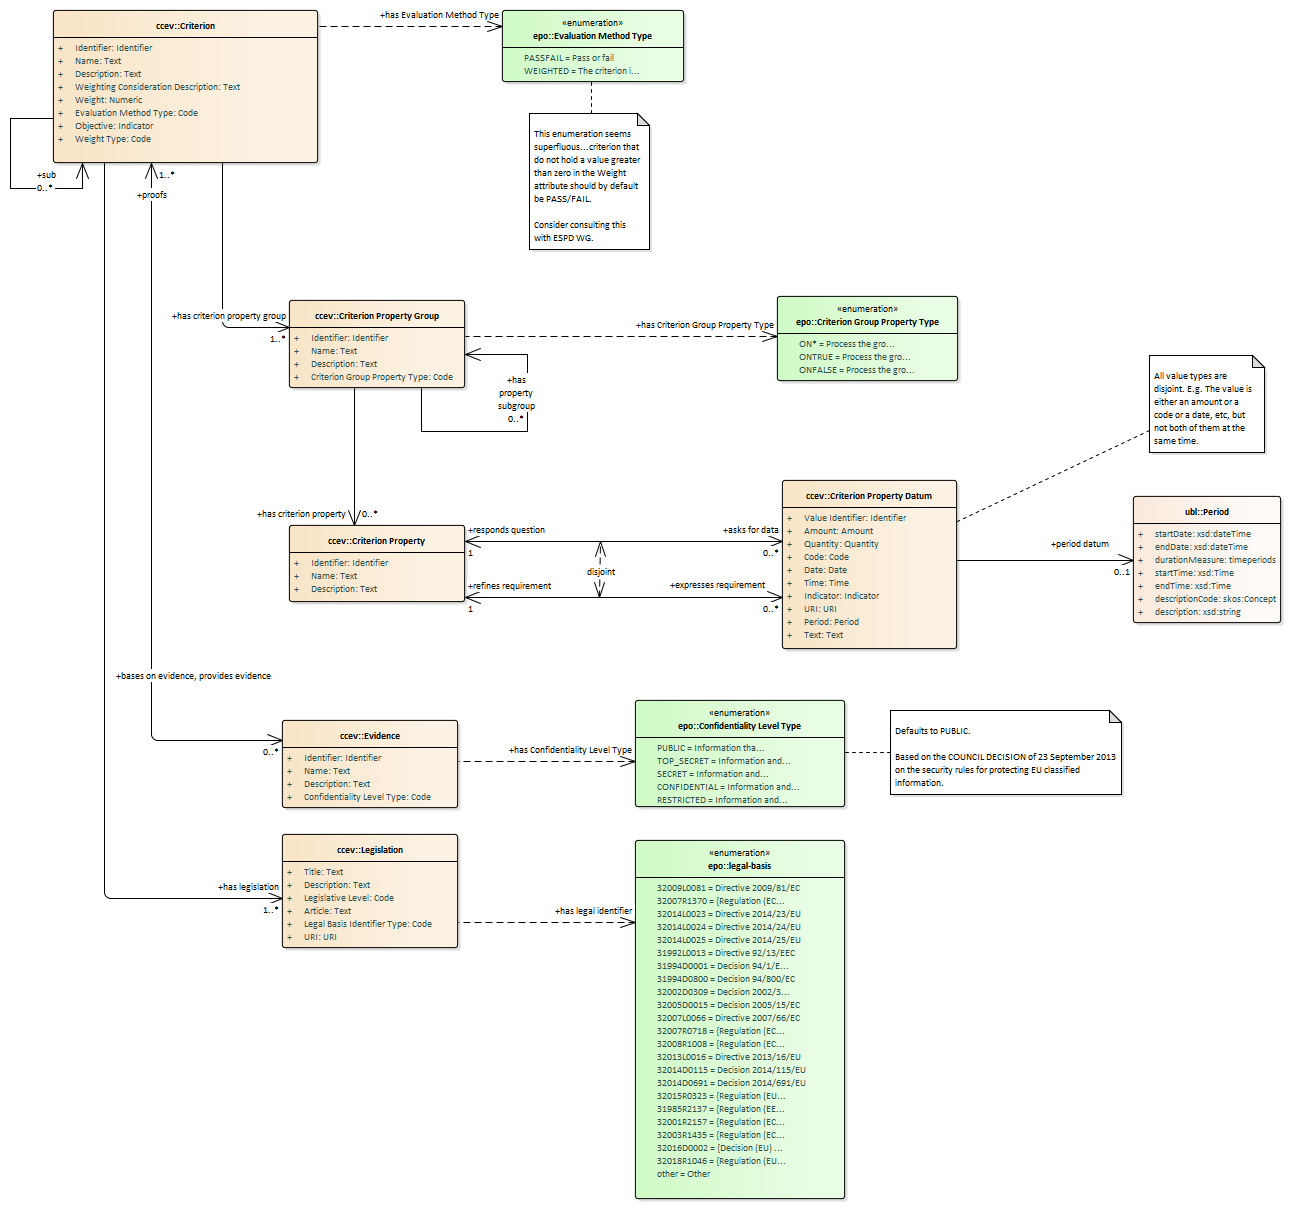 ccev::Criterion
+ Identifier: Identifier
+ Name: Text
+ Description: Text
+ Weighting Consideration Description: Text
+ Weight: Numeric
+ Evaluation Method Type: Code
+ Objective: Indicator
+ Weight Type: Code
+has Evaluation Method Type
«enumeration»
epo::Evaluation Method Type
PASSFAIL = Pass or fail
WEIGHTED = The criterion i...
This enumeration seems
superfluous...criterion that
do not hold a value greater
than zero in the Weight
attribute should by default
be PASS/FAIL.
Consider consulting this
with ESPD WG.
+sub
0..*
1..*
+proofs
+has criterion property group
1..*
ccev::Criterion Property Group
+ Identifier: Identifier
+ Name: Text
+ Description: Text
+ Criterion Group Property Type: Code
+has Criterion Group Property Type
«enumeration»
epo::Criterion Group Property Type
ON* = Process the gro...
ONTRUE = Process the gro...
ONFALSE = Process the gro...
+has
property
subgroup
0..*
All value types are
disjoint. E.g. The value is
either an amount or a
code or a date, etc, but
not both of them at the
same time.
+has criterion property
0..*
ccev::Criterion Property
+ Identifier: Identifier
+ Name: Text
+ Description: Text
+responds question
1
+asks for data
0..*
disjoint
+refines requirement
1
+expresses requirement
0..*
ccev::Criterion Property Datum
+ Value Identifier: Identifier
+ Amount: Amount
+ Quantity: Quantity
+ Code: Code
+ Date: Date
+ Time: Time
+ Indicator: Indicator
+ URI: URI
+ Period: Period
+ Text: Text
+period datum
0..1
ubl::Period
+ startDate: xsd:dateTime
+ endDate: xsd:dateTime
+ durationMeasure: timeperiods
+ startTime: xsd:Time
+ endTime: xsd:Time
+ descriptionCode: skos:Concept
+ description: xsd:string
+bases on evidence, provides evidence
0..*
ccev::Evidence
+ Identifier: Identifier
+ Name: Text
+ Description: Text
+ Confidentiality Level Type: Code
+has Confidentiality Level Type
«enumeration»
epo::Confidentiality Level Type
PUBLIC = Information tha...
TOP_SECRET = Information and...
SECRET = Information and...
CONFIDENTIAL = Information and...
RESTRICTED = Information and...
Defaults to PUBLIC.
Based on the COUNCIL DECISION of 23 September 2013
on the security rules for protecting EU classified
information.
+has legislation
1..*
ccev::Legislation
+ Title: Text
+ Description: Text
+ Legislative Level: Code
+ Article: Text
+ Legal Basis Identifier Type: Code
+ URI: URI
+has legal identifier
«enumeration»
epo::legal-basis
32009L0081 = Directive 2009/81/EC
32007R1370 = {Regulation (EC...
32014L0023 = Directive 2014/23/EU
32014L0024 = Directive 2014/24/EU
32014L0025 = Directive 2014/25/EU
31992L0013 = Directive 92/13/EEC
31994D0001 = Decision 94/1/E...
31994D0800 = Decision 94/800/EC
32002D0309 = Decision 2002/3...
32005D0015 = Decision 2005/15/EC
32007L0066 = Directive 2007/66/EC
32007R0718 = {Regulation (EC...
32008R1008 = {Regulation (EC...
32013L0016 = Directive 2013/16/EU
32014D0115 = Decision 2014/115/EU
32014D0691 = Decision 2014/691/EU
32015R0323 = {Regulation (EU...
31985R2137 = {Regulation (EE...
32001R2157 = {Regulation (EC...
32003R1435 = {Regulation (EC...
32016D0002 = {Decision (EU) ...
32018R1046 = {Regulation (EU...
other = Other